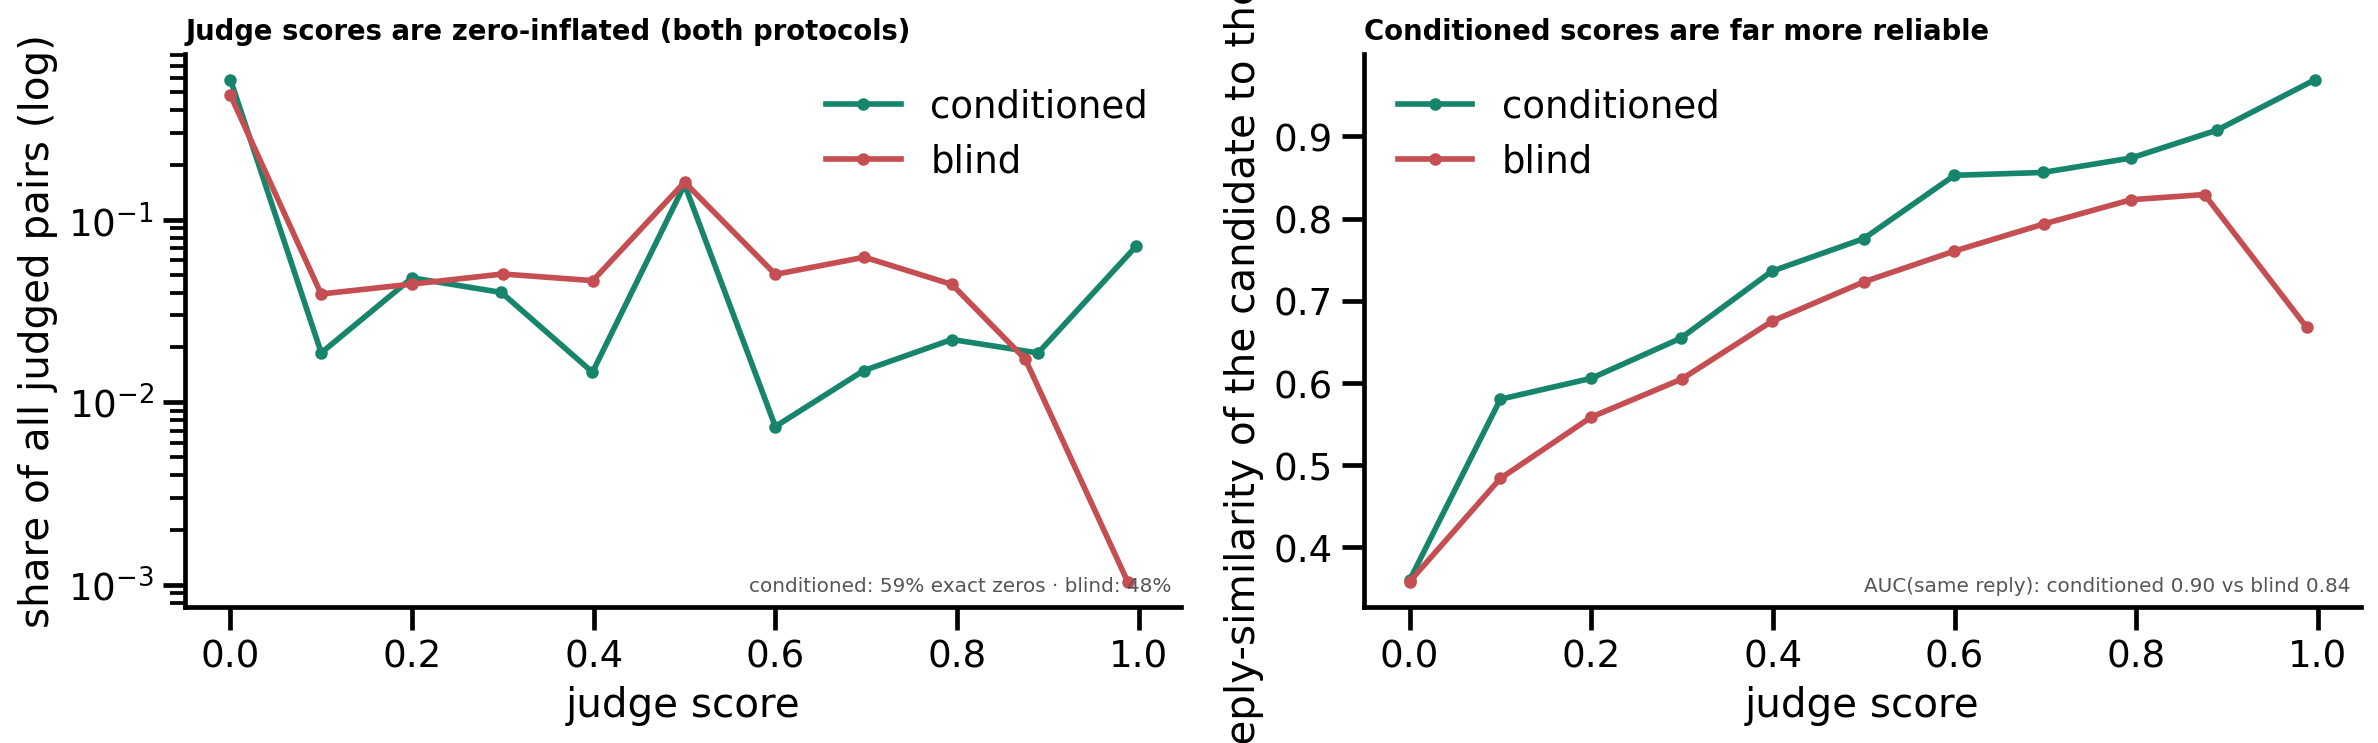 Judge scores are zero-inflated (both protocols)
share of all judged pairs (log)
10⁻¹
10⁻²
10⁻³
conditioned
blind
conditioned: 59% exact zeros · blind: 48%
0.0 0.2 0.4 0.6 0.8 1.0
judge score
Conditioned scores are far more reliable
eply-similarity of the candidate to the
0.9
0.8
0.7
0.6
0.5
0.4
conditioned
blind
AUC(same reply): conditioned 0.90 vs blind 0.84
0.0 0.2 0.4 0.6 0.8 1.0
judge score